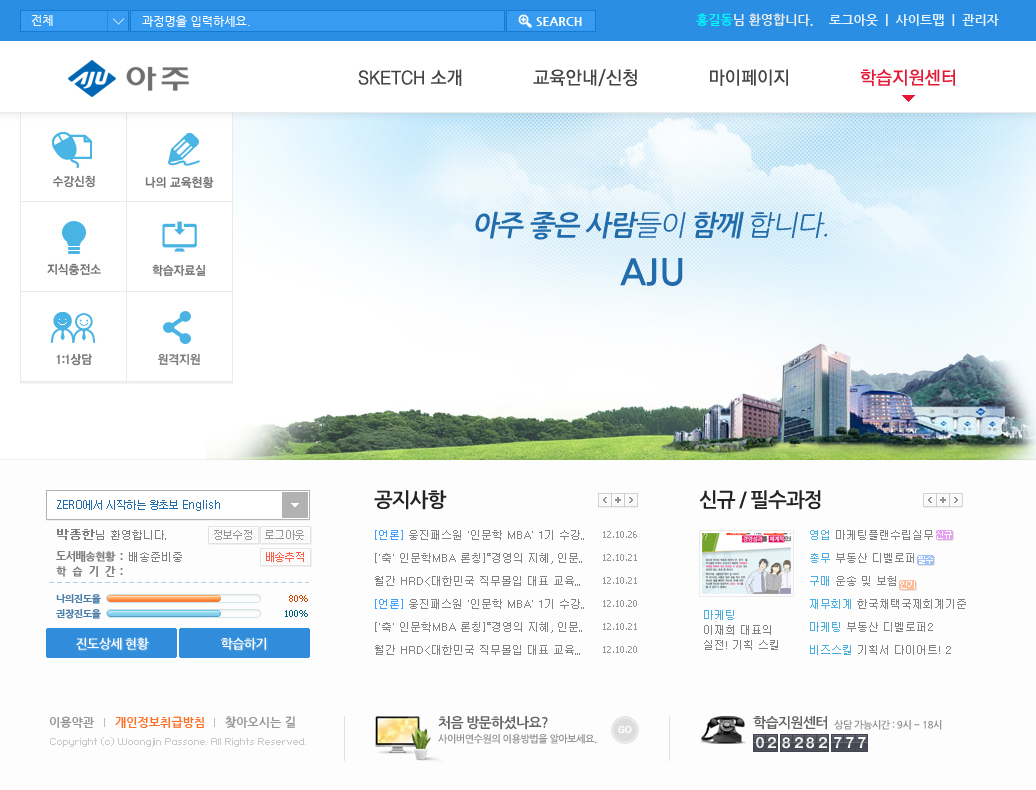 전체 과정명을 입력하세요. SEARCH 홍길동님 환영합니다. 로그아웃 | 사이트맵 | 관리자
AJU 아주 SKETCH 소개 교육안내/신청 마이페이지 학습지원센터
수강신청 나의 교육현황
지식충전소 학습자료실
1:1상담 원격지원
아주 좋은 사람들이 함께 합니다.
AJU
ZERO에서 시작하는 왕초보 English
박종한님 환영합니다. 정보수정 로그아웃
도서배송현황 : 배송준비중 배송추적
학 습 기 간 :
나의진도율 80%
권장진도율 100%
진도상세 현황 학습하기
공지사항
[언론] 웅진패스원 '인문학 MBA' 1기 수강.. 12.10.26
['축' 인문학MBA 론칭]"경영의 지혜, 인문.. 12.10.21
월간 HRD<대한민국 직무몰입 대표 교육... 12.10.21
[언론] 웅진패스일 '인문학 MBA' 1기 수강.. 12.10.20
['축' 인문학MBA 론칭]"경영의 지혜, 인문.. 12.10.21
월간 HRD<대한민국 직무몰입 대표 교육... 12.10.20
신규 / 필수과정
마케팅
이재희 대표의
실전! 기획 스킬
영업 마케팅플랜수립실무 신규
총무 부동산 디벨로퍼 필수
구매 운송 및 보험 인기
재무회계 한국채택국제회계기준
마케팅 부동산 디벨로퍼2
비즈스킬 기획서 다이어트! 2
이용약관 | 개인정보취급방침 | 찾아오시는 길
Copyright (c) Woongjin Passone. All Rights Reserved.
처음 방문하셨나요?
사이버연수원의 이용방법을 알아보세요.
GO
학습지원센터 상담 가능시간 : 9시 ~ 18시
02 8282 777